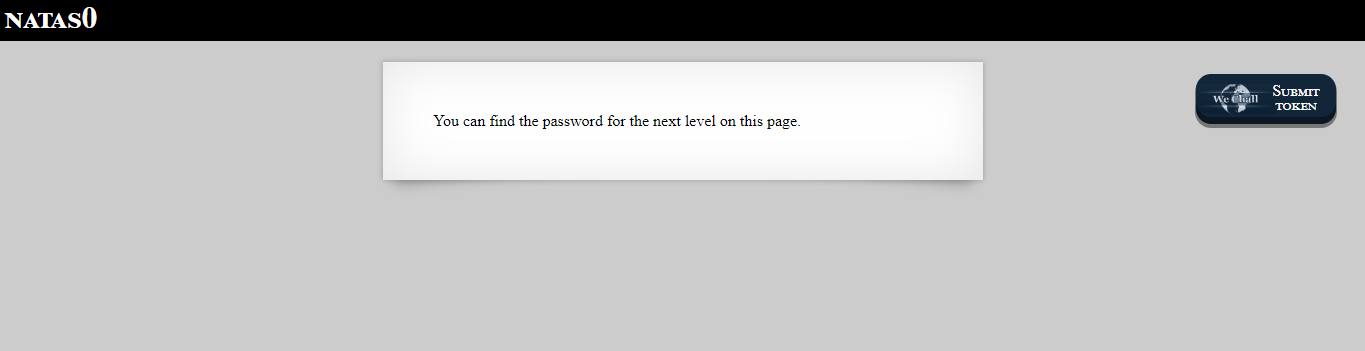 NATAS0
You can find the password for the next level on this page.
We Chall
SUBMIT
TOKEN